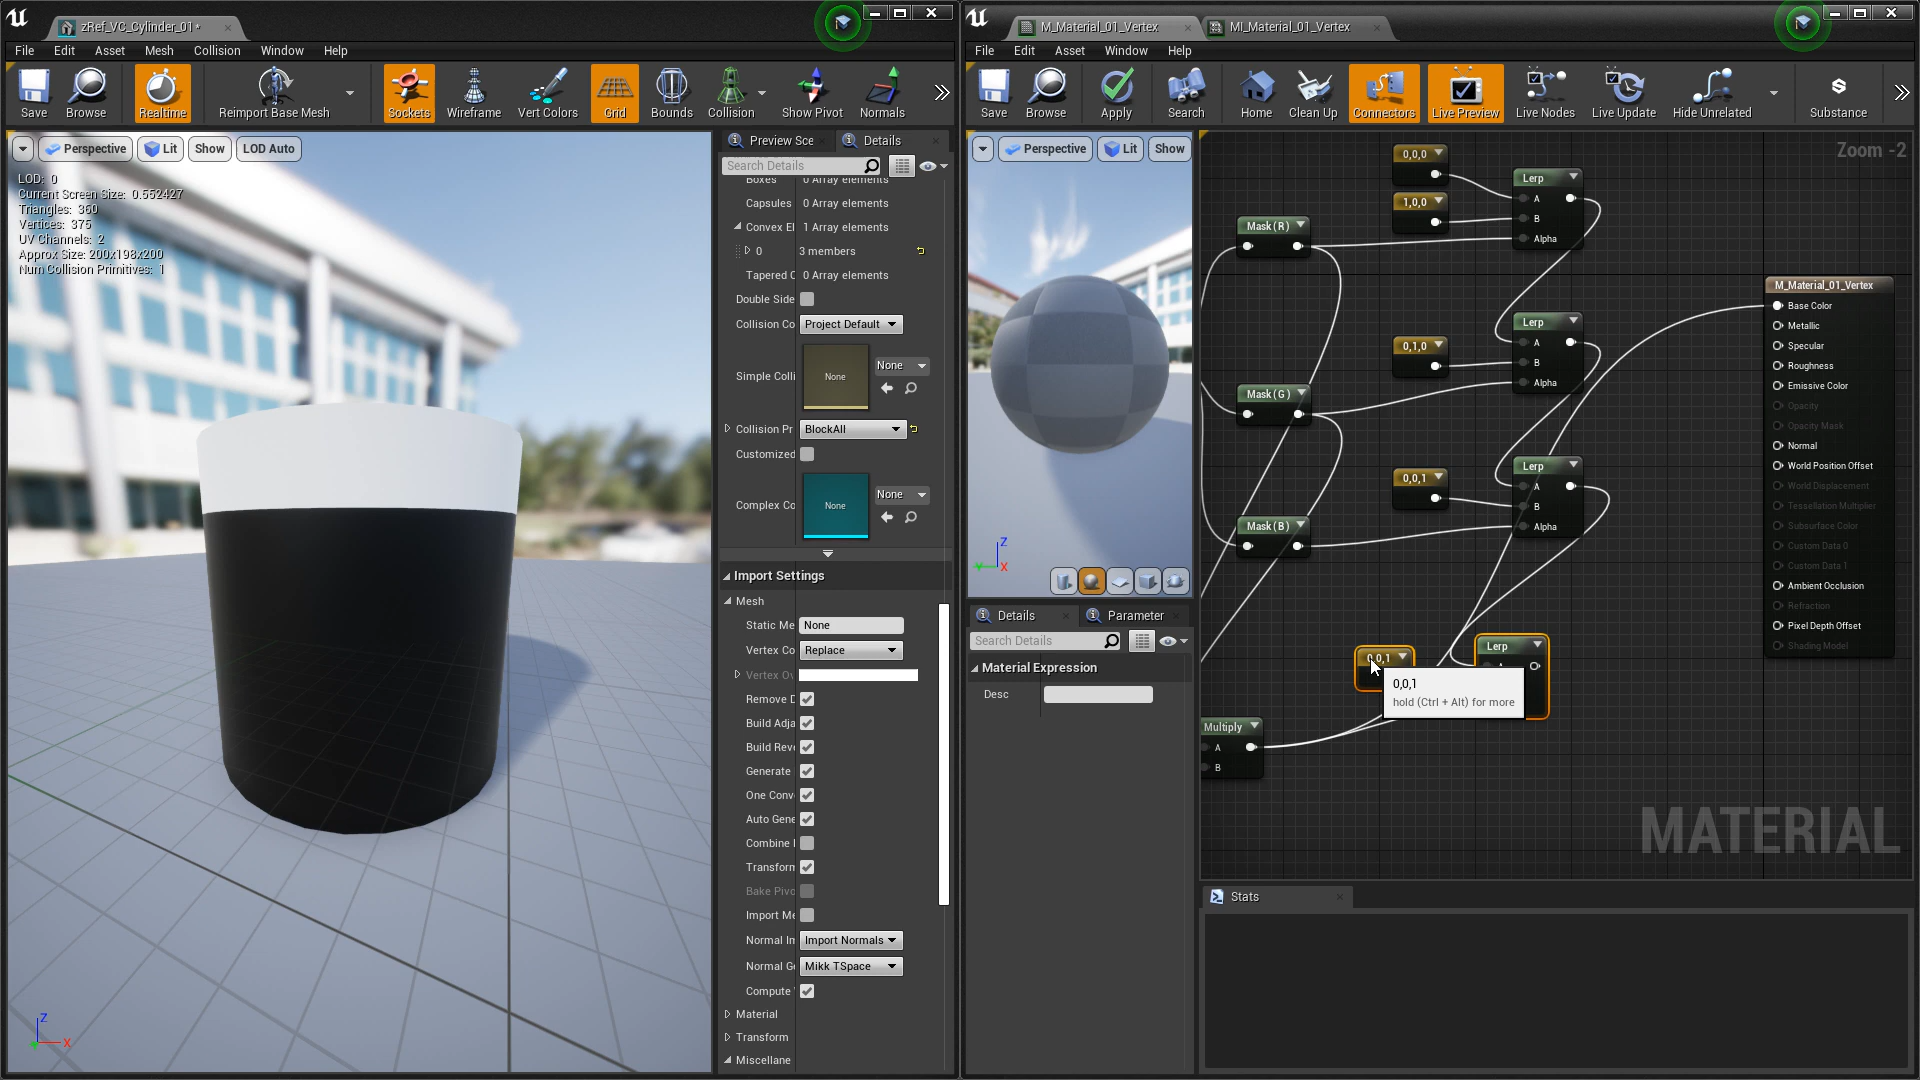 zRef_VC_Cylinder_01*
File Edit Asset Mesh Collision Window Help
Save Browse Realtime Reimport Base Mesh Sockets Wireframe Vert Colors Grid Bounds Collision Show Pivot Normals
Perspective Lit Show LOD Auto
LOD: 0
Current Screen Size: 0.552427
Triangles: 360
Vertices: 375
UV Channels: 2
Approx Size: 200x198x200
Num Collision Primitives: 1
Z
X
Preview Sce Details
Search Details
Boxes 0 Array elements
Capsules 0 Array elements
Convex El 1 Array elements
0 3 members
Tapered C 0 Array elements
Double Side
Collision Co Project Default
Simple Colli None None
Collision Pr BlockAll
Customized
Complex Co None None
Import Settings
Mesh
Static Me None
Vertex Co Replace
Vertex Ov
Remove D
Build Adja
Build Reve
Generate
One Conv
Auto Gene
Combine
Transform
Bake Pivo
Import Me
Normal Im Import Normals
Normal Ge Mikk TSpace
Compute
Material
Transform
Miscellane
M_Material_01_Vertex MI_Material_01_Vertex
File Edit Asset Window Help
Save Browse Apply Search Home Clean Up Connectors Live Preview Live Nodes Live Update Hide Unrelated Substance
Perspective Lit Show
Z
Y X
Details Parameter
Search Details
Material Expression
Desc
Zoom -2
0,0,0
1,0,0
Lerp
A
B
Alpha
Mask ( R )
0,1,0
Lerp
A
B
Alpha
Mask ( G )
0,0,1
Lerp
A
B
Alpha
Mask ( B )
0,0,1
Lerp
A
0,0,1
hold (Ctrl + Alt) for more
Multiply
A
B
M_Material_01_Vertex
Base Color
Metallic
Specular
Roughness
Emissive Color
Opacity
Opacity Mask
Normal
World Position Offset
World Displacement
Tessellation Multiplier
Subsurface Color
Custom Data 0
Custom Data 1
Ambient Occlusion
Refraction
Pixel Depth Offset
Shading Model
MATERIAL
Stats